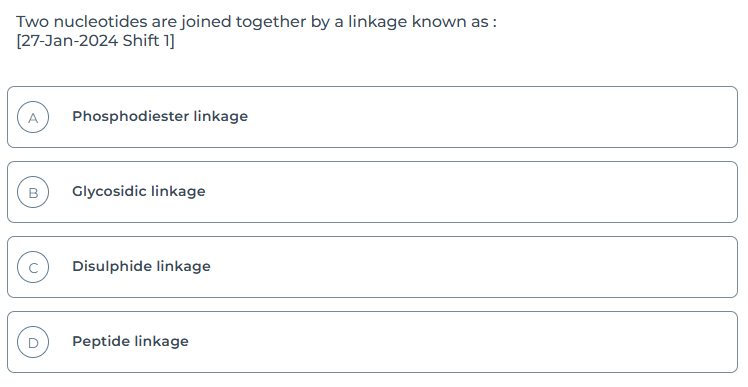 Two nucleotides are joined together by a linkage known as :
[27-Jan-2024 Shift 1]
A Phosphodiester linkage
B Glycosidic linkage
C Disulphide linkage
D Peptide linkage